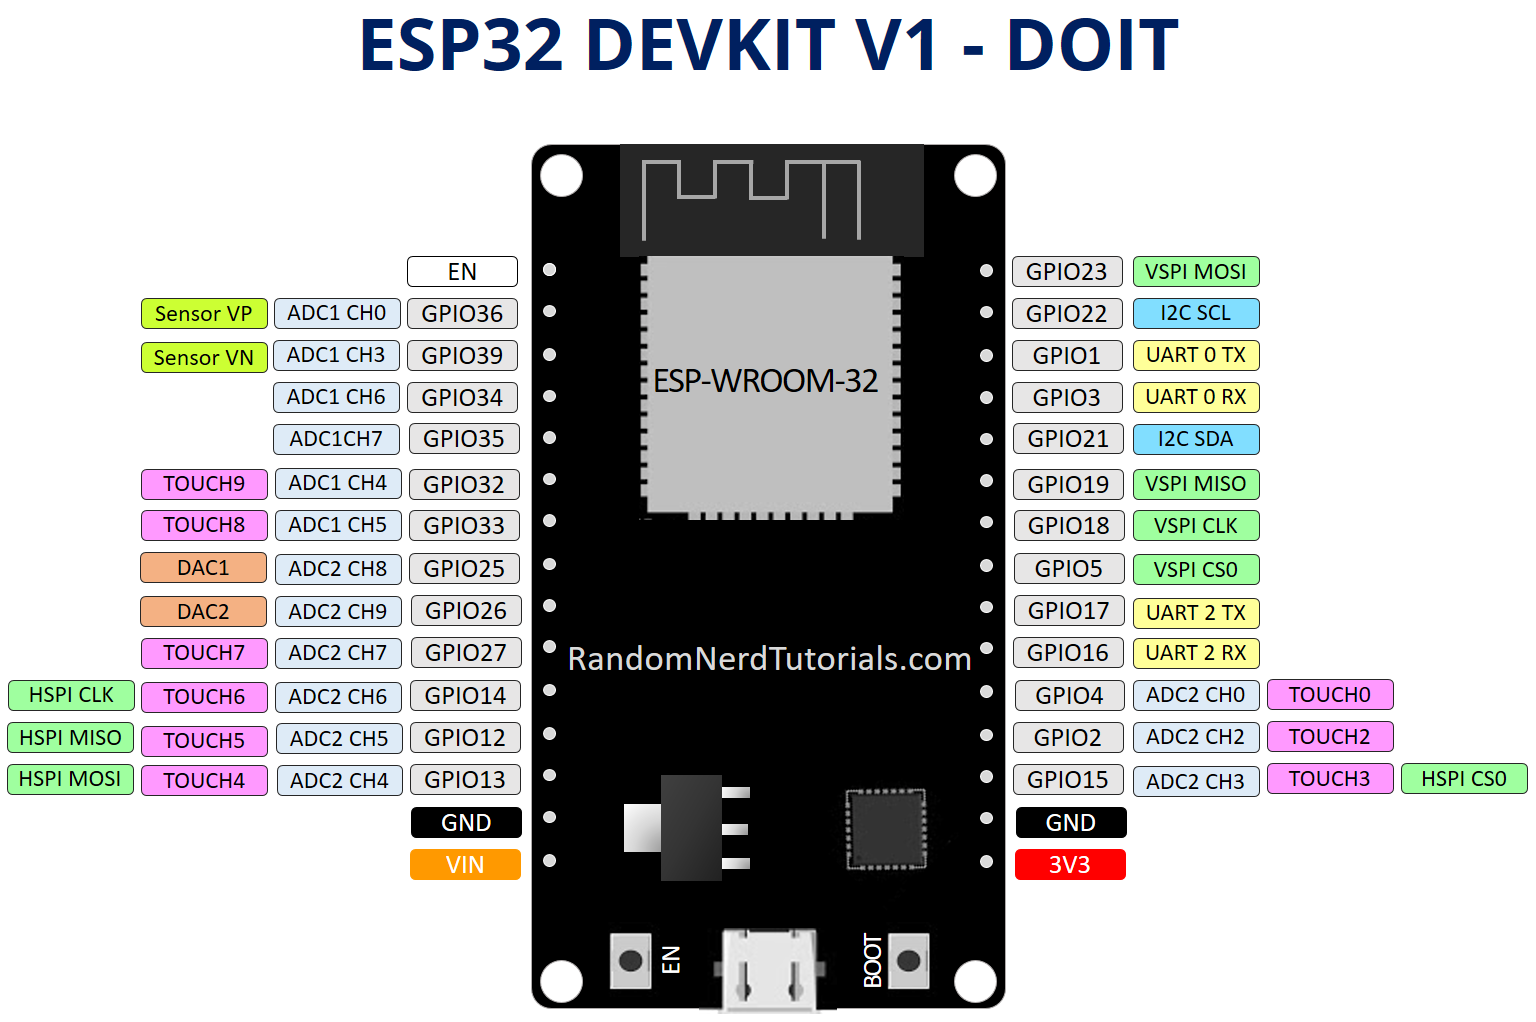 ESP32 DEVKIT V1 - DOIT
EN
GPIO23 VSPI MOSI
Sensor VP ADC1 CH0 GPIO36
GPIO22 I2C SCL
Sensor VN ADC1 CH3 GPIO39
GPIO1 UART 0 TX
ADC1 CH6 GPIO34
GPIO3 UART 0 RX
ADC1CH7 GPIO35
GPIO21 I2C SDA
TOUCH9 ADC1 CH4 GPIO32
GPIO19 VSPI MISO
TOUCH8 ADC1 CH5 GPIO33
GPIO18 VSPI CLK
DAC1 ADC2 CH8 GPIO25
GPIO5 VSPI CS0
DAC2 ADC2 CH9 GPIO26
GPIO17 UART 2 TX
TOUCH7 ADC2 CH7 GPIO27
GPIO16 UART 2 RX
HSPI CLK TOUCH6 ADC2 CH6 GPIO14
GPIO4 ADC2 CH0 TOUCH0
HSPI MISO TOUCH5 ADC2 CH5 GPIO12
GPIO2 ADC2 CH2 TOUCH2
HSPI MOSI TOUCH4 ADC2 CH4 GPIO13
GPIO15 ADC2 CH3 TOUCH3 HSPI CS0
GND
GND
VIN
3V3
ESP-WROOM-32
RandomNerdTutorials.com
EN
BOOT